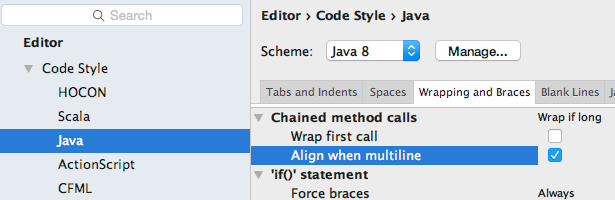 Search
Editor
Code Style
HOCON
Scala
Java
ActionScript
CFML
Editor › Code Style › Java
Scheme: Java 8 Manage...
Tabs and Indents Spaces Wrapping and Braces Blank Lines Ja
Chained method calls Wrap if long
Wrap first call
Align when multiline
'if()' statement
Force braces Always